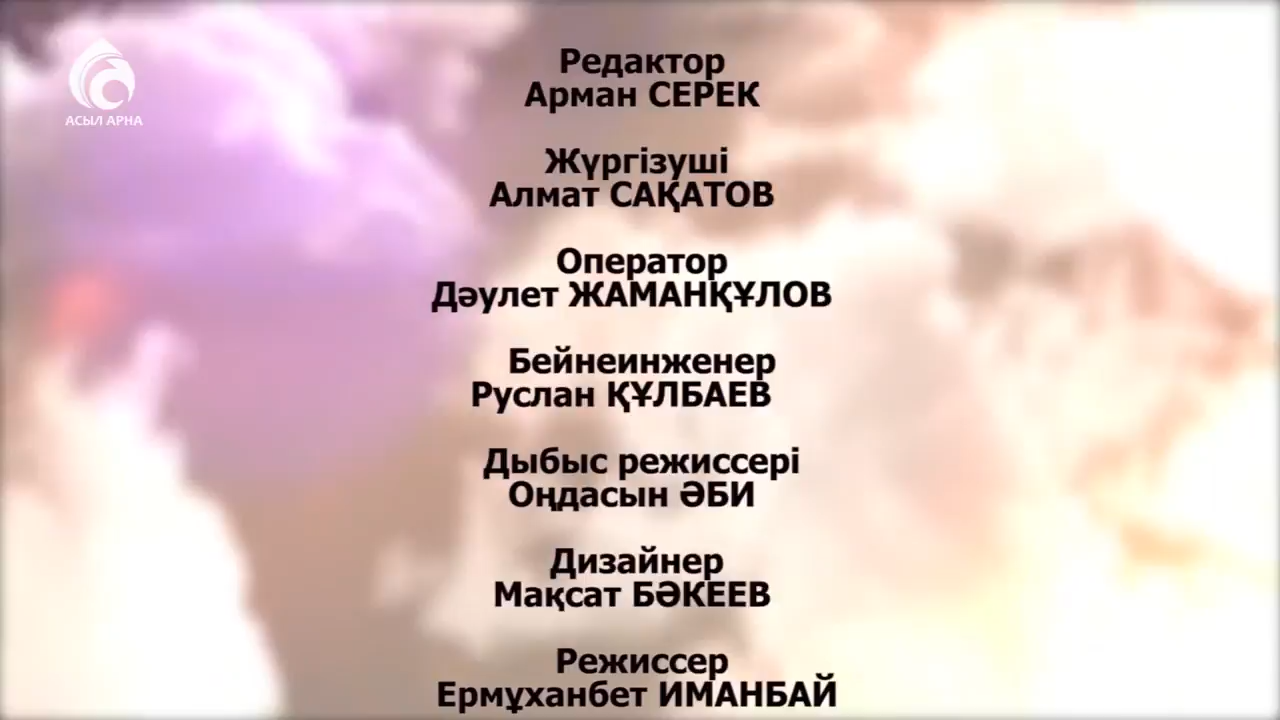 АСЫЛ АРНА
Редактор
Арман СЕРЕК
Жүргізуші
Алмат САҚАТОВ
Оператор
Дәулет ЖАМАНҚҰЛОВ
Бейнеинженер
Руслан ҚҰЛБАЕВ
Дыбыс режиссері
Оңдасын ӘБИ
Дизайнер
Мақсат БӘКЕЕВ
Режиссер
Ермұханбет ИМАНБАЙ